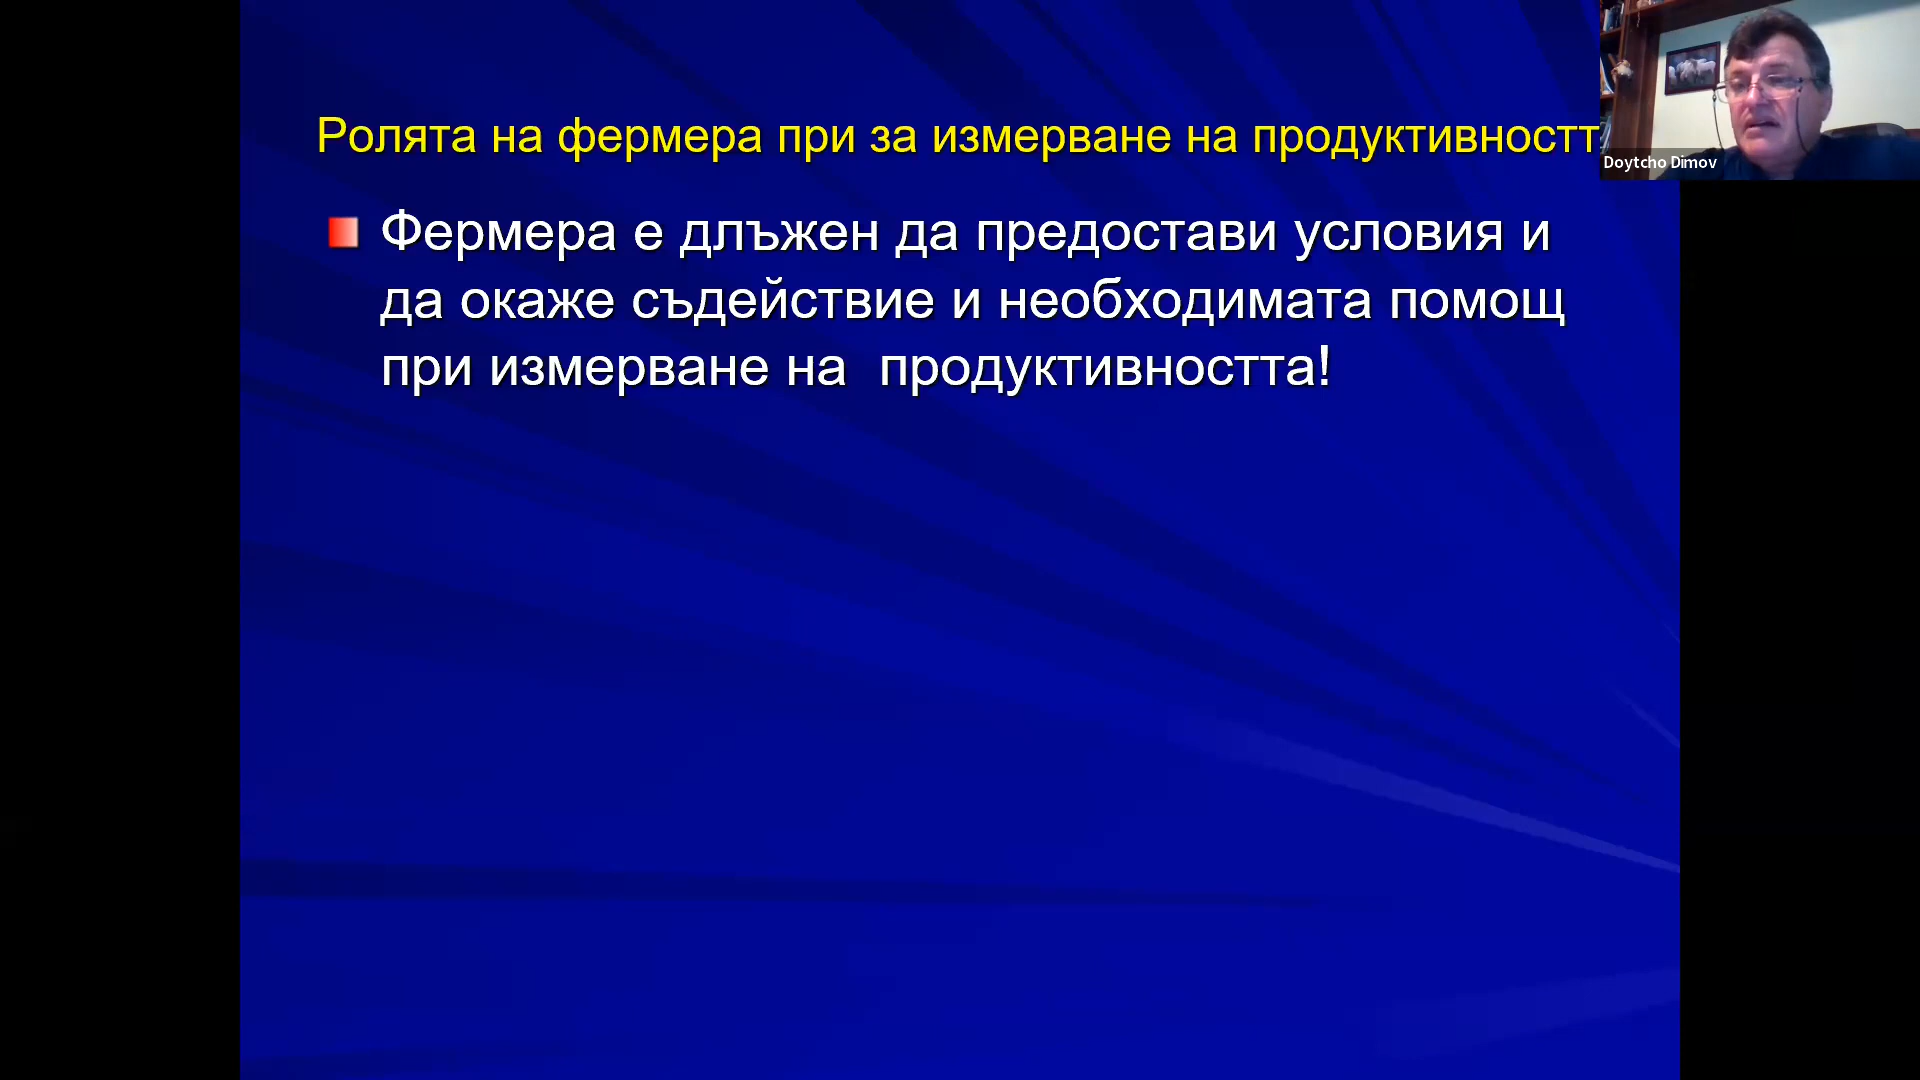 Ролята на фермера при за измерване на продуктивностт
Doytcho Dimov
Фермера е длъжен да предостави условия и
да окаже съдействие и необходимата помощ
при измерване на продуктивността!